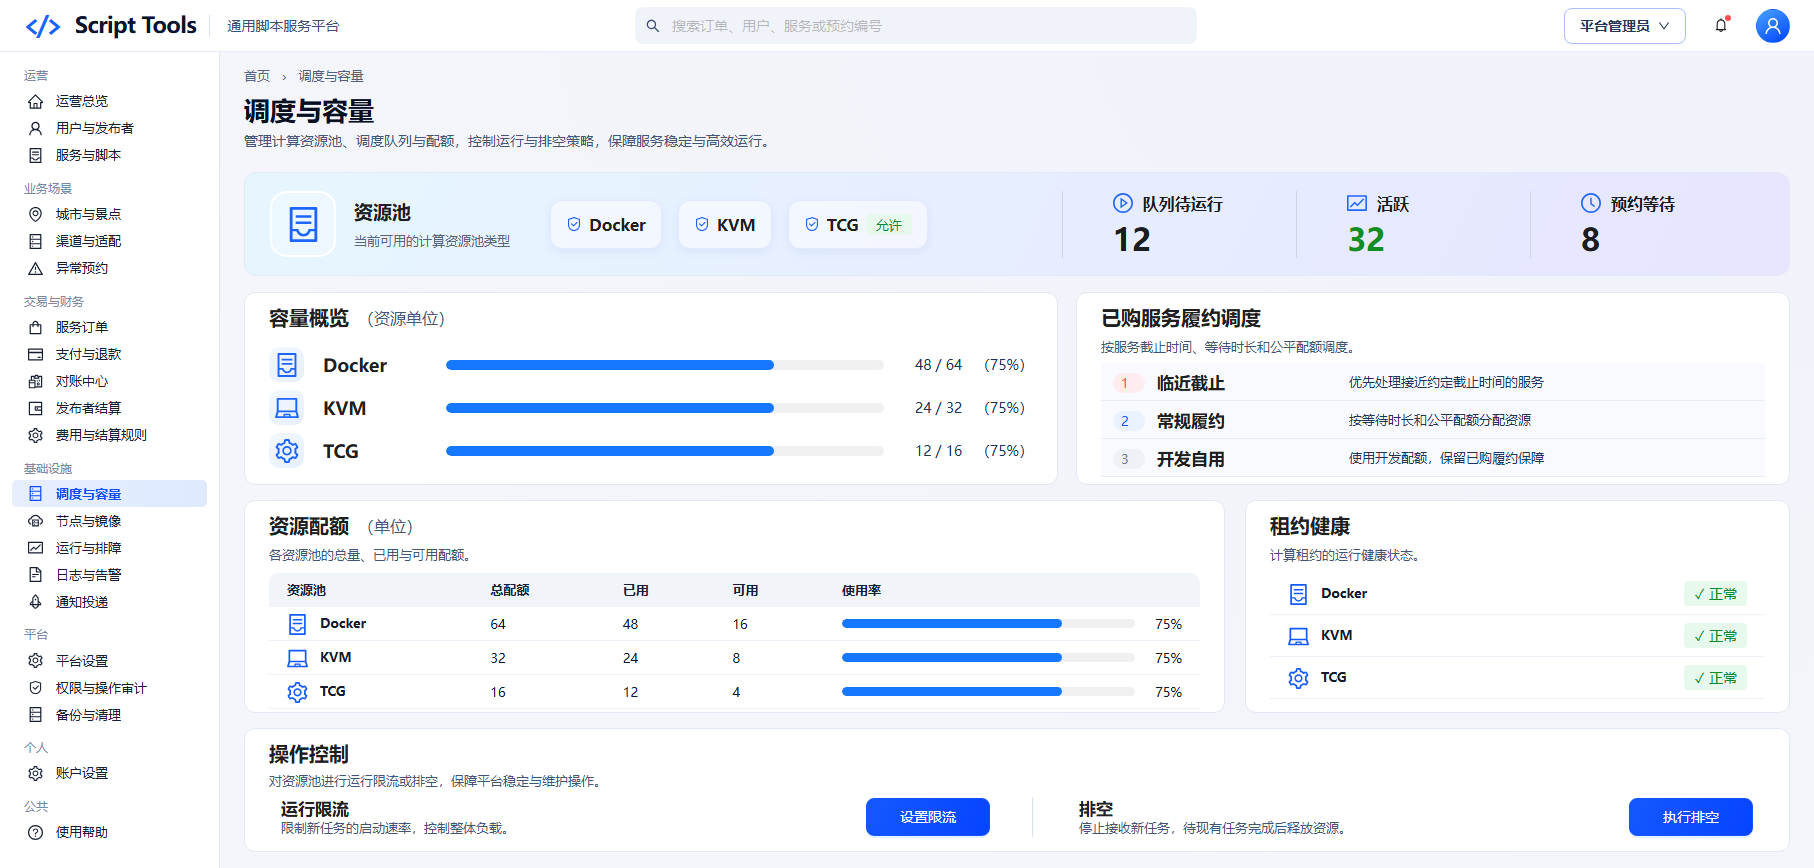 Script Tools
通用脚本服务平台
搜索订单、用户、服务或预约编号
平台管理员
运营
运营总览
用户与发布者
服务与脚本
业务场景
城市与景点
渠道与适配
异常预约
交易与财务
服务订单
支付与退款
对账中心
发布者结算
费用与结算规则
基础设施
调度与容量
节点与镜像
运行与排障
日志与告警
通知投递
平台
平台设置
权限与操作审计
备份与清理
个人
账户设置
公共
使用帮助
首页 › 调度与容量
调度与容量
管理计算资源池、调度队列与配额，控制运行与排空策略，保障服务稳定与高效运行。
资源池
当前可用的计算资源池类型
Docker
KVM
TCG 允许
队列待运行
12
活跃
32
预约等待
8
容量概览 （资源单位）
Docker 48 / 64 (75%)
KVM 24 / 32 (75%)
TCG 12 / 16 (75%)
已购服务履约调度
按服务截止时间、等待时长和公平配额调度。
1 临近截止 优先处理接近约定截止时间的服务
2 常规履约 按等待时长和公平配额分配资源
3 开发自用 使用开发配额，保留已购履约保障
资源配额 （单位）
各资源池的总量、已用与可用配额。
资源池 总配额 已用 可用 使用率
Docker 64 48 16 75%
KVM 32 24 8 75%
TCG 16 12 4 75%
租约健康
计算租约的运行健康状态。
Docker ✓ 正常
KVM ✓ 正常
TCG ✓ 正常
操作控制
对资源池进行运行限流或排空，保障平台稳定与维护操作。
运行限流
限制新任务的启动速率，控制整体负载。
设置限流
排空
停止接收新任务，待现有任务完成后释放资源。
执行排空